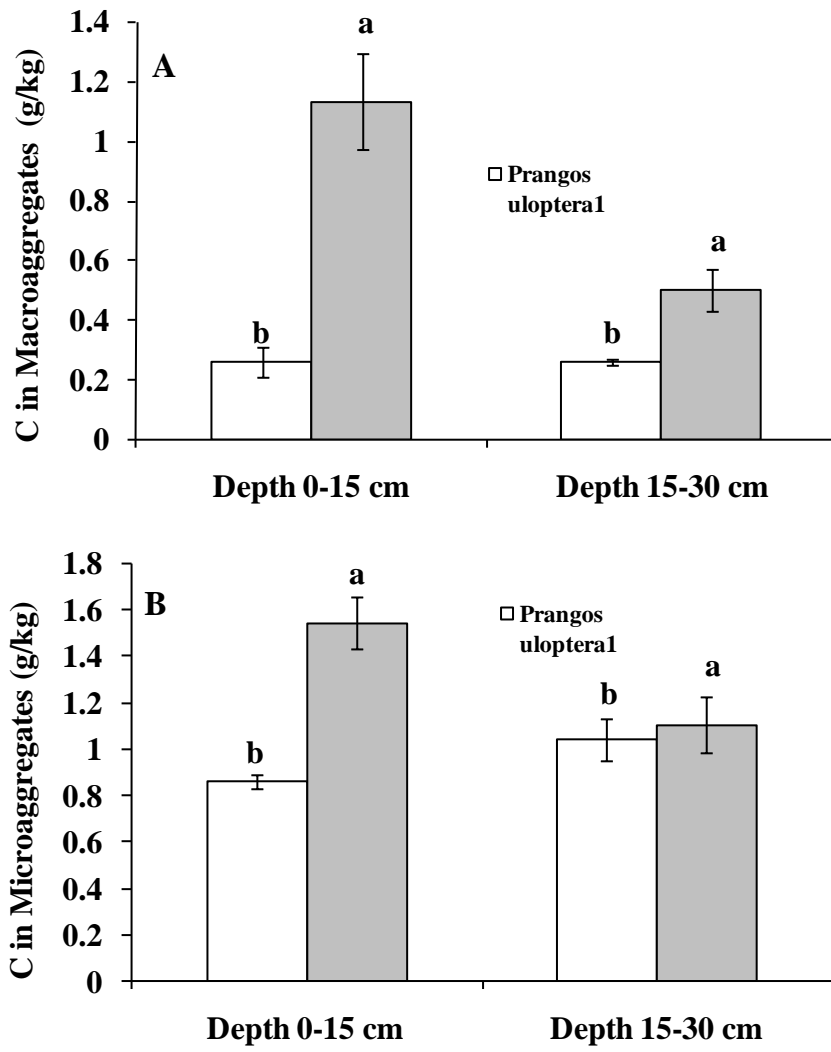 1.4
1.2
1
0.8
0.6
0.4
0.2
0
C in Macroaggregates (g/kg)
A
a
b
a
b
Prangos
uloptera1
Depth 0-15 cm
Depth 15-30 cm
1.8
1.6
1.4
1.2
1
0.8
0.6
0.4
0.2
0
C in Microaggregates (g/kg)
B
a
b
a
b
Prangos
uloptera1
Depth 0-15 cm
Depth 15-30 cm